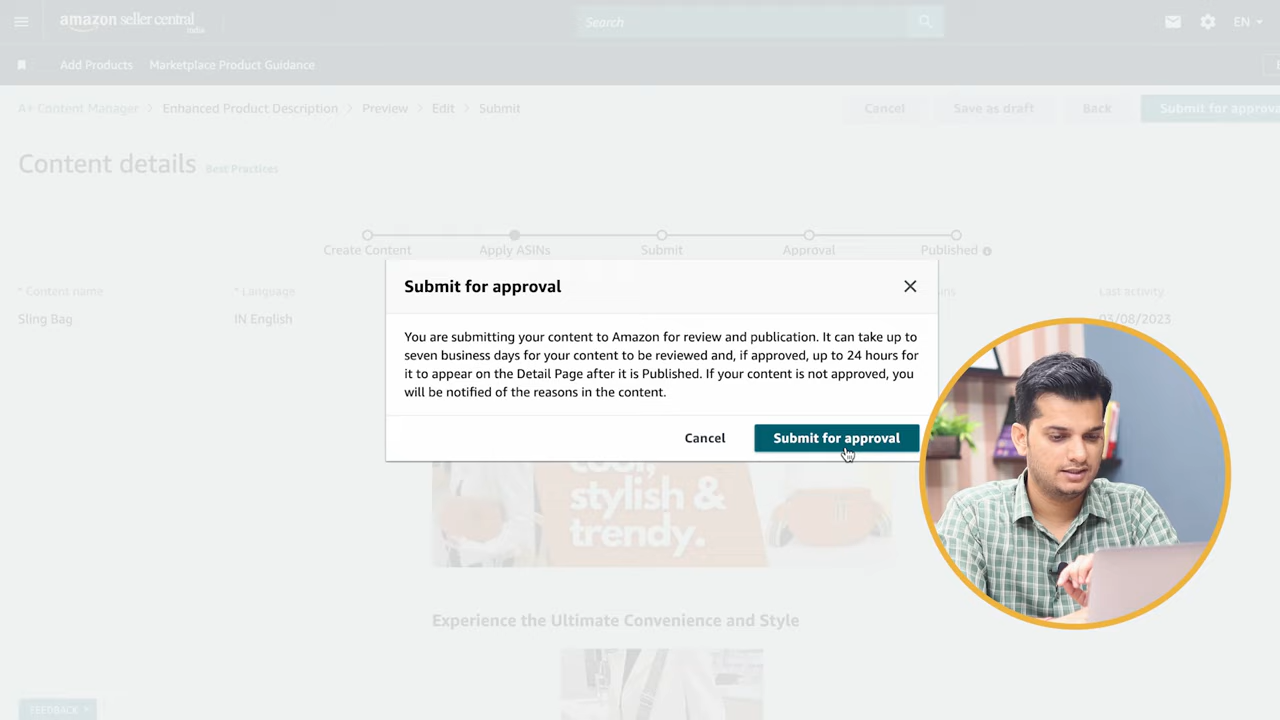 amazon seller central
india
Search
EN
Add Products
Marketplace Product Guidance
A+ Content Manager
Enhanced Product Description
Preview
Edit
Submit
Cancel
Save as draft
Back
Submit for approva
Content details
Best Practices
Create Content
Apply ASINs
Submit
Approval
Published
* Content name
* Language
Last activity
Sling Bag
IN English
03/08/2023
Submit for approval
You are submitting your content to Amazon for review and publication. It can take up to
seven business days for your content to be reviewed and, if approved, up to 24 hours for
it to appear on the Detail Page after it is Published. If your content is not approved, you
will be notified of the reasons in the content.
Cancel
Submit for approval
cool,
stylish &
trendy.
Experience the Ultimate Convenience and Style
FEEDBACK